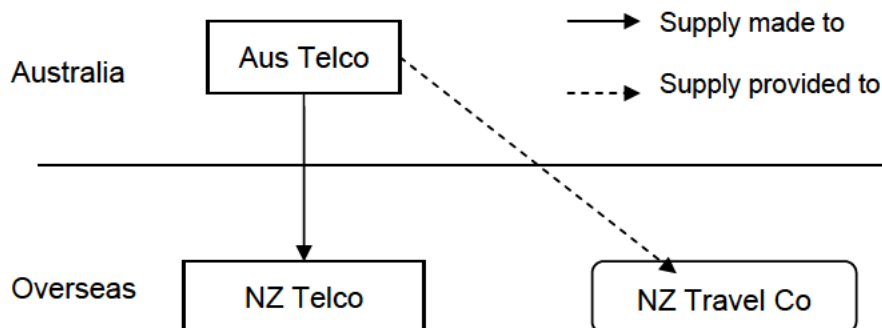 Supply made to
Australia
Aus Telco
Supply provided to
Overseas
NZ Telco
NZ Travel Co